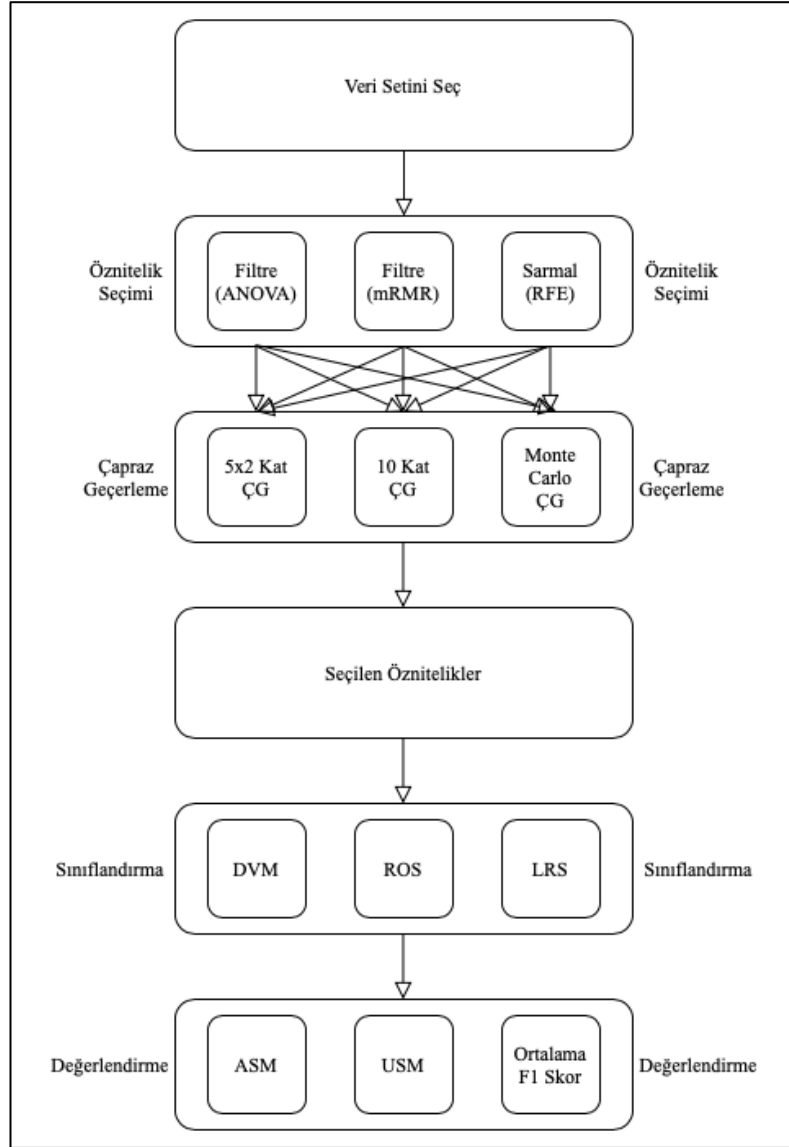 Veri Setini Seç
Öznitelik
Seçimi
Filtre
(ANOVA)
Filtre
(mRMR)
Sarmal
(RFE)
Öznitelik
Seçimi
Çapraz
Geçerleme
5x2 Kat
ÇG
10 Kat
ÇG
Monte
Carlo
ÇG
Çapraz
Geçerleme
Seçilen Öznitelikler
Sınıflandırma
DVM
ROS
LRS
Sınıflandırma
Değerlendirme
ASM
USM
Ortalama
F1 Skor
Değerlendirme